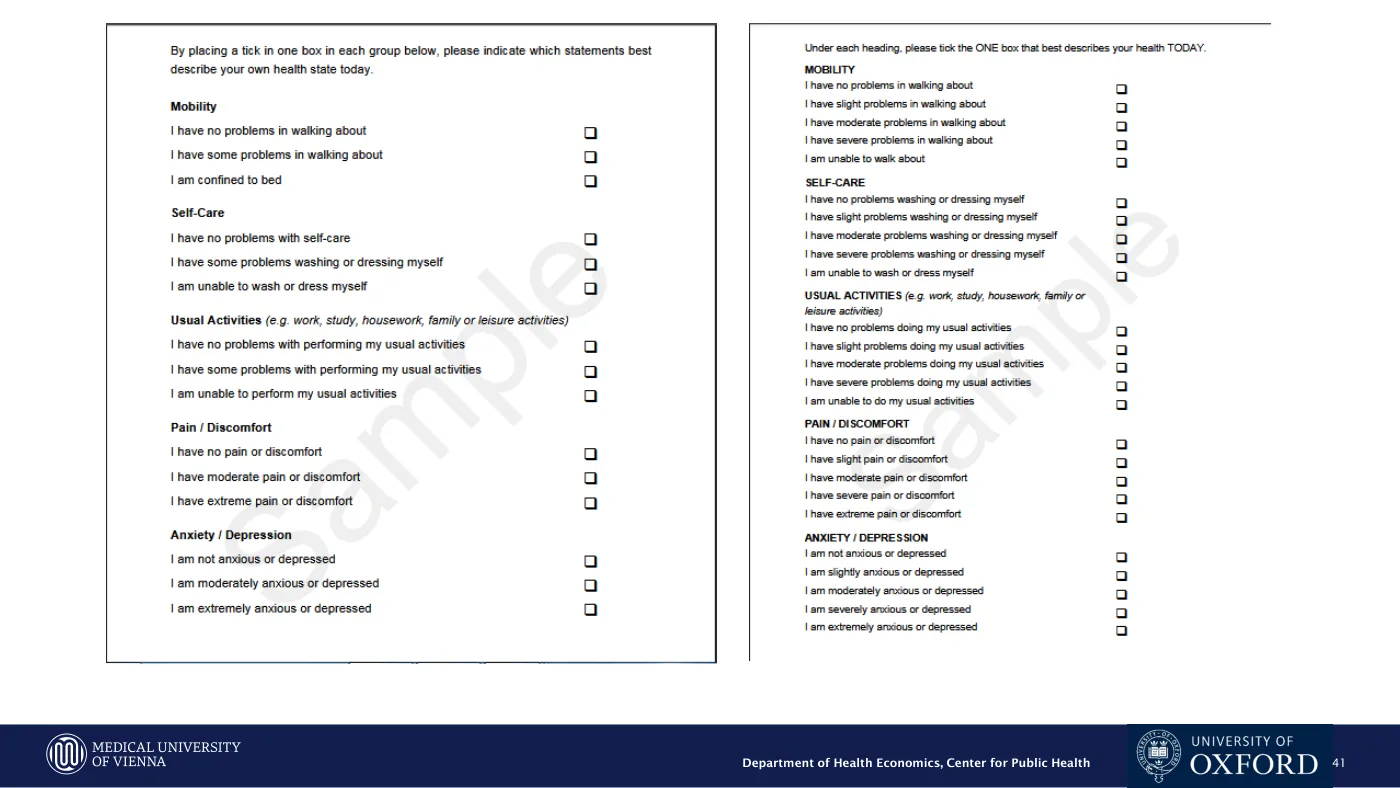 By placing a tick in one box in each group below, please indicate which statements best
describe your own health state today.
Mobility
I have no problems in walking about
I have some problems in walking about
I am confined to bed
Self-Care
I have no problems with self-care
I have some problems washing or dressing myself
I am unable to wash or dress myself
Usual Activities (e.g. work, study, housework, family or leisure activities)
I have no problems with performing my usual activities
I have some problems with performing my usual activities
I am unable to perform my usual activities
Pain / Discomfort
I have no pain or discomfort
I have moderate pain or discomfort
I have extreme pain or discomfort
Anxiety / Depression
I am not anxious or depressed
I am moderately anxious or depressed
I am extremely anxious or depressed
Sample
Under each heading, please tick the ONE box that best describes your health TODAY.
MOBILITY
I have no problems in walking about
I have slight problems in walking about
I have moderate problems in walking about
I have severe problems in walking about
I am unable to walk about
SELF-CARE
I have no problems washing or dressing myself
I have slight problems washing or dressing myself
I have moderate problems washing or dressing myself
I have severe problems washing or dressing myself
I am unable to wash or dress myself
USUAL ACTIVITIES (e.g. work, study, housework, family or
leisure activities)
I have no problems doing my usual activities
I have slight problems doing my usual activities
I have moderate problems doing my usual activities
I have severe problems doing my usual activities
I am unable to do my usual activities
PAIN / DISCOMFORT
I have no pain or discomfort
I have slight pain or discomfort
I have moderate pain or discomfort
I have severe pain or discomfort
I have extreme pain or discomfort
ANXIETY / DEPRESSION
I am not anxious or depressed
I am slightly anxious or depressed
I am moderately anxious or depressed
I am severely anxious or depressed
I am extremely anxious or depressed
Sample
MEDICAL UNIVERSITY
OF VIENNA
Department of Health Economics, Center for Public Health
UNIVERSITY OF
OXFORD
41